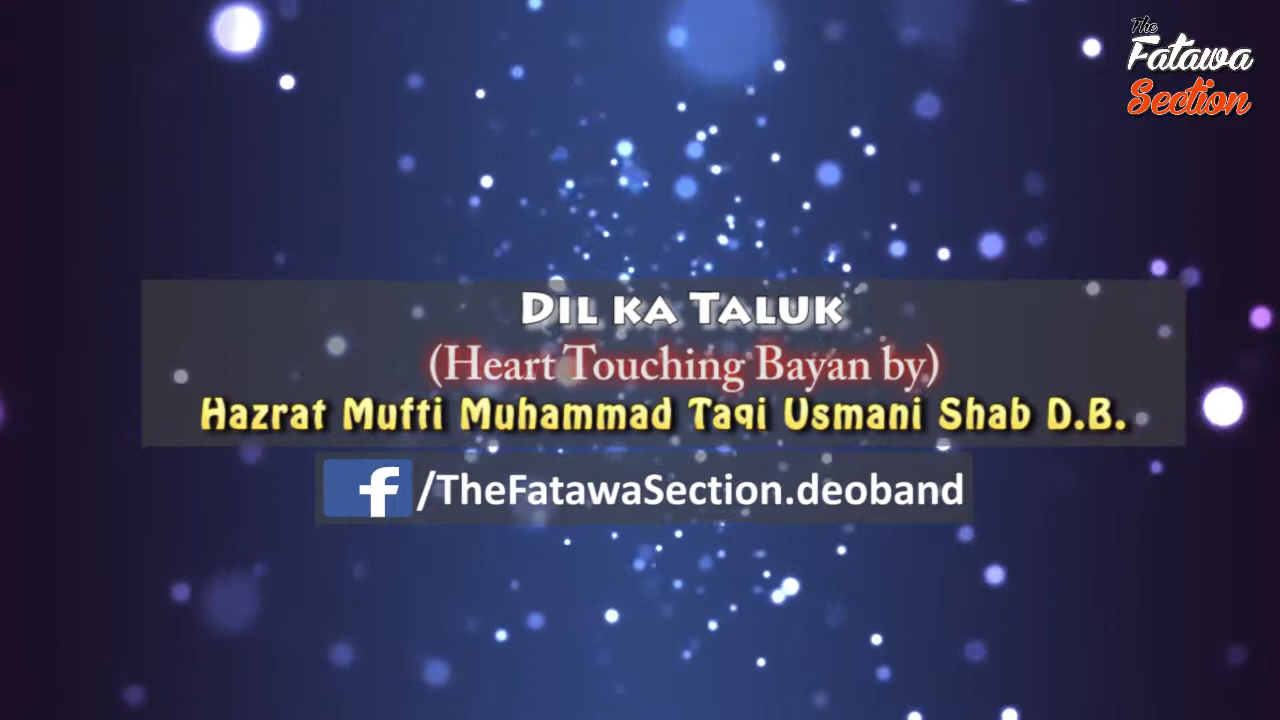 The
Fatawa
Section
Dil ka Taluk
(Heart Touching Bayan by)
Hazrat Mufti Muhammad Taqi Usmani Shab D.B.
f /TheFatawaSection.deoband